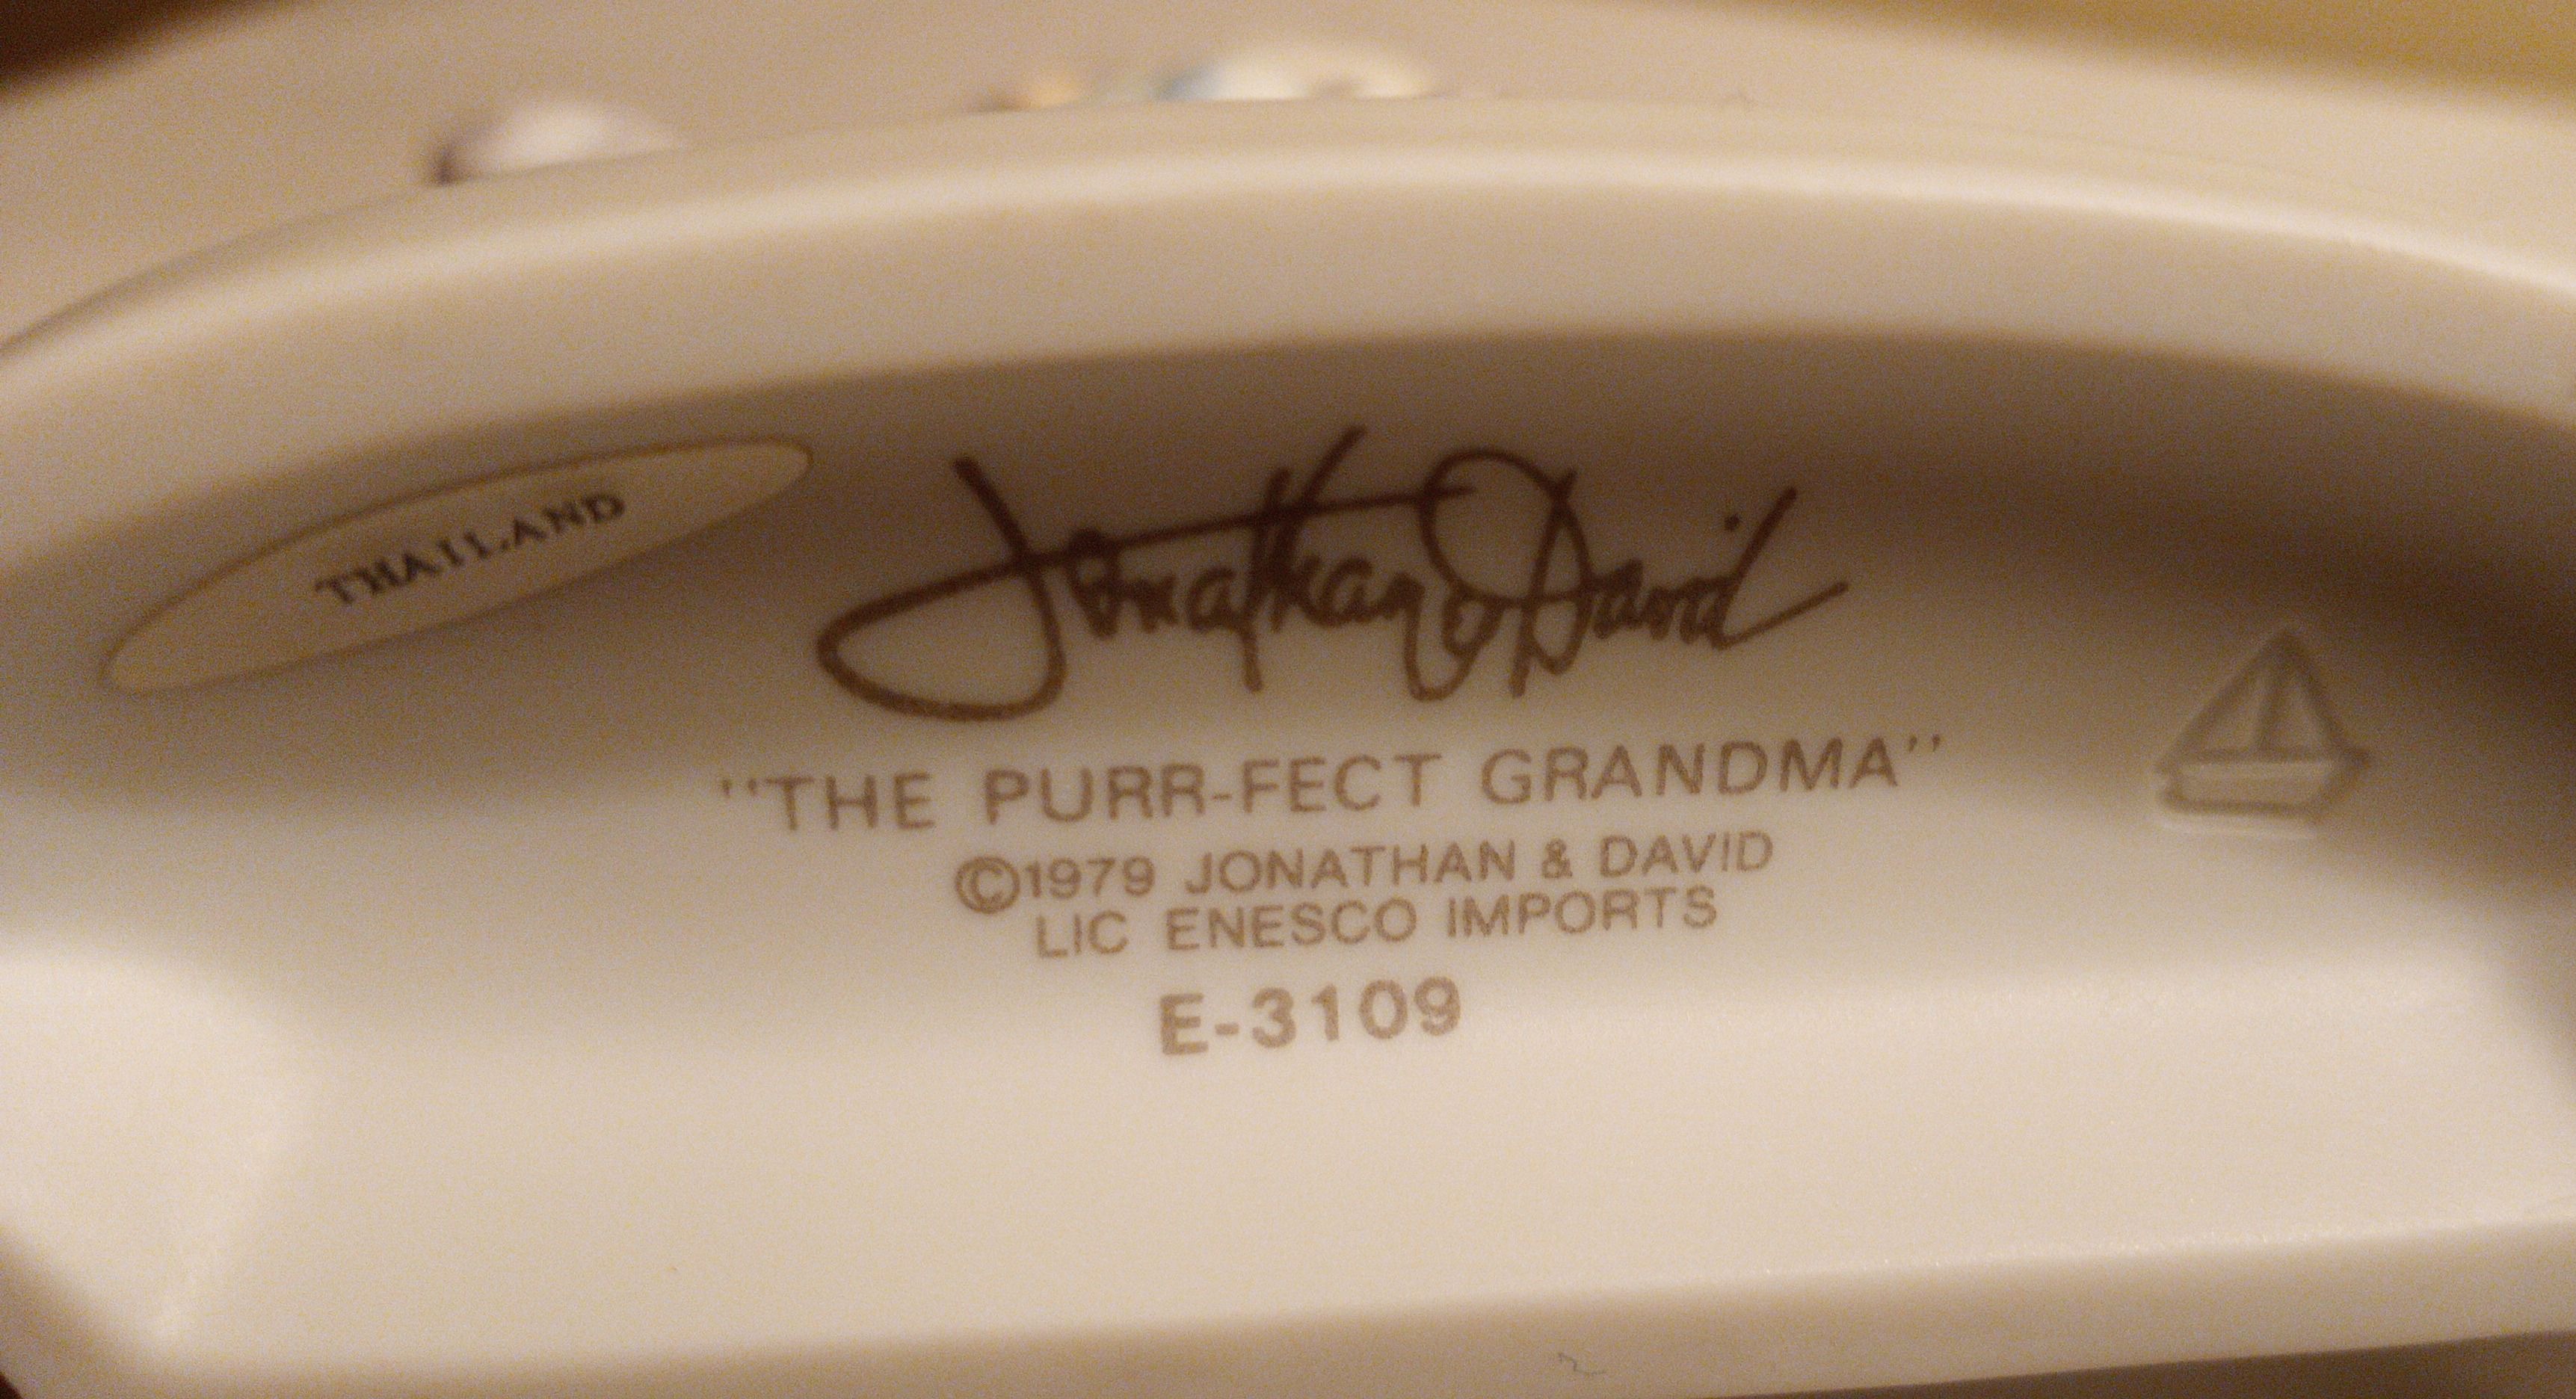 THAILAND
Jonathan & David
"THE PURR-FECT GRANDMA"
©1979 JONATHAN & DAVID
LIC ENESCO IMPORTS
E-3109